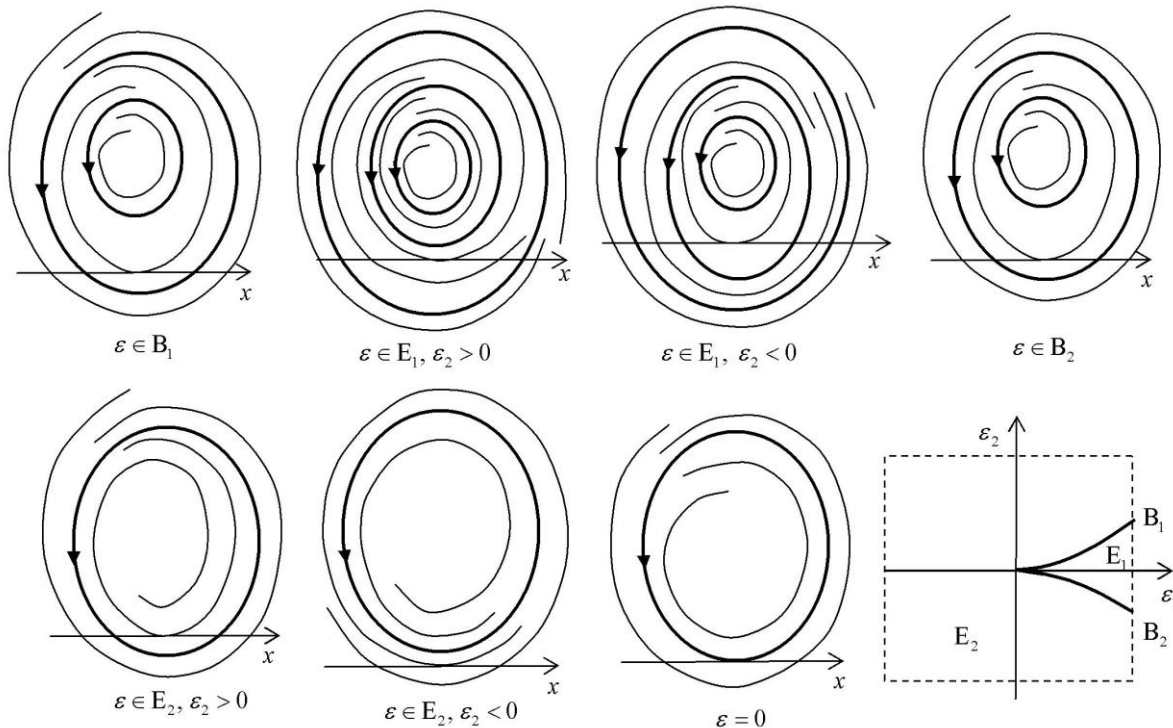 x x x x
ε ∈ B₁ ε ∈ E₁, ε₂ > 0 ε ∈ E₁, ε₂ < 0 ε ∈ B₂
ε₂
B₁
E₁
ε
E₂ B₂
x x x
ε ∈ E₂, ε₂ > 0 ε ∈ E₂, ε₂ < 0 ε = 0